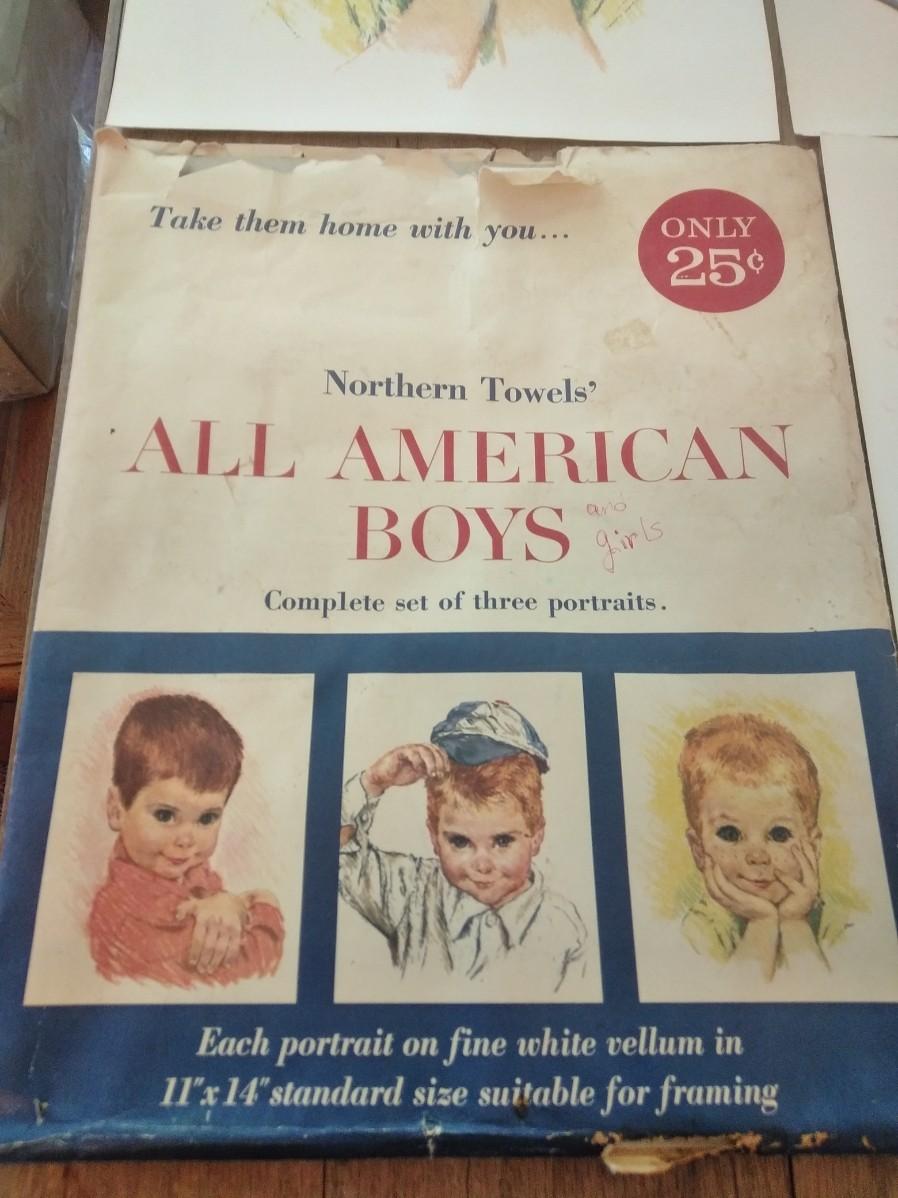 Take them home with you...
ONLY
25¢
Northern Towels'
ALL AMERICAN
BOYS and
girls
Complete set of three portraits.
Each portrait on fine white vellum in
11"x14" standard size suitable for framing